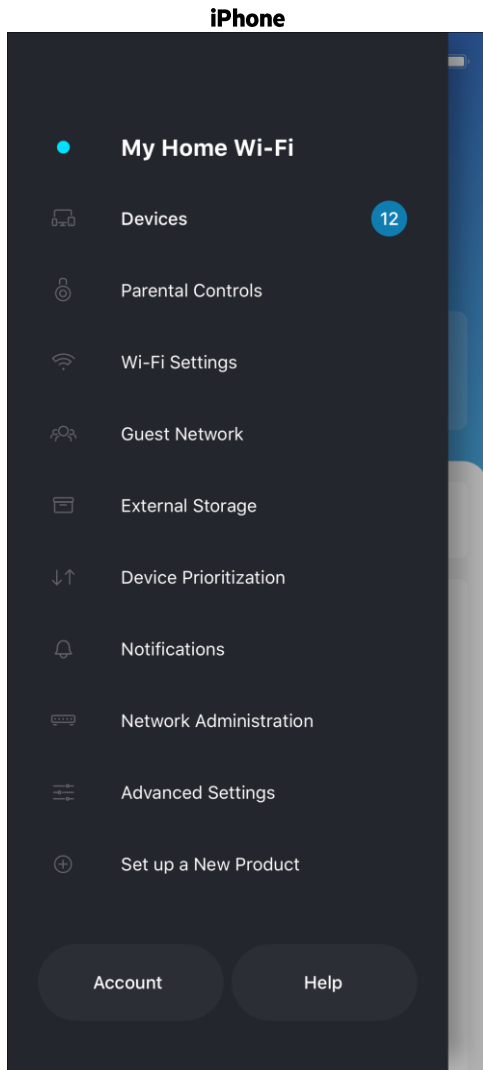 iPhone
My Home Wi-Fi
Devices 12
Parental Controls
Wi-Fi Settings
Guest Network
External Storage
Device Prioritization
Notifications
Network Administration
Advanced Settings
Set up a New Product
Account Help